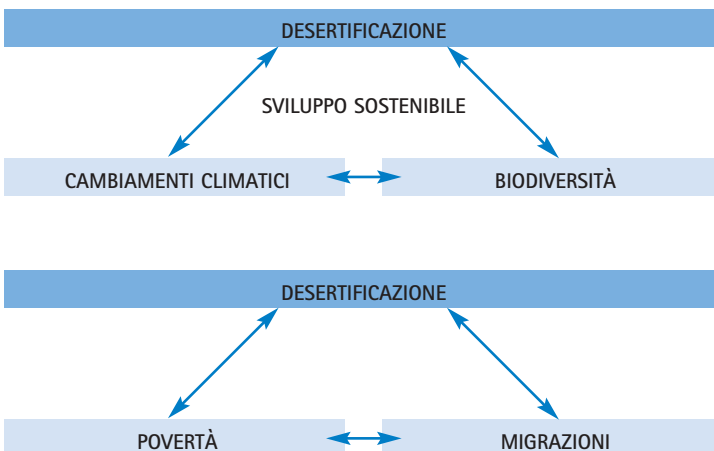 DESERTIFICAZIONE
SVILUPPO SOSTENIBILE
CAMBIAMENTI CLIMATICI
BIODIVERSITÀ
DESERTIFICAZIONE
POVERTÀ
MIGRAZIONI